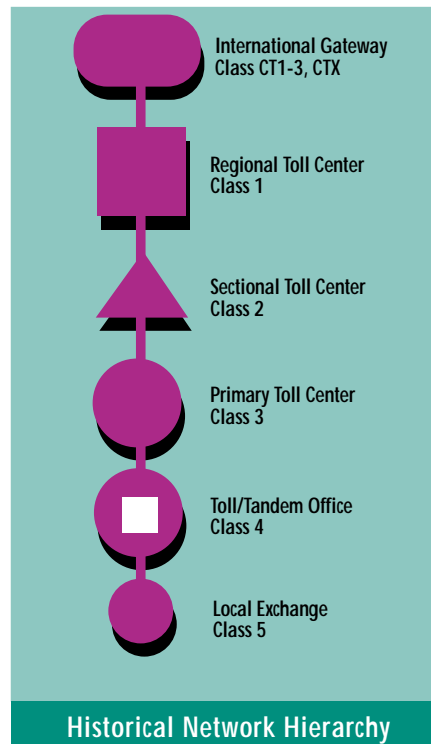 International Gateway
Class CT1-3, CTX
Regional Toll Center
Class 1
Sectional Toll Center
Class 2
Primary Toll Center
Class 3
Toll/Tandem Office
Class 4
Local Exchange
Class 5
Historical Network Hierarchy